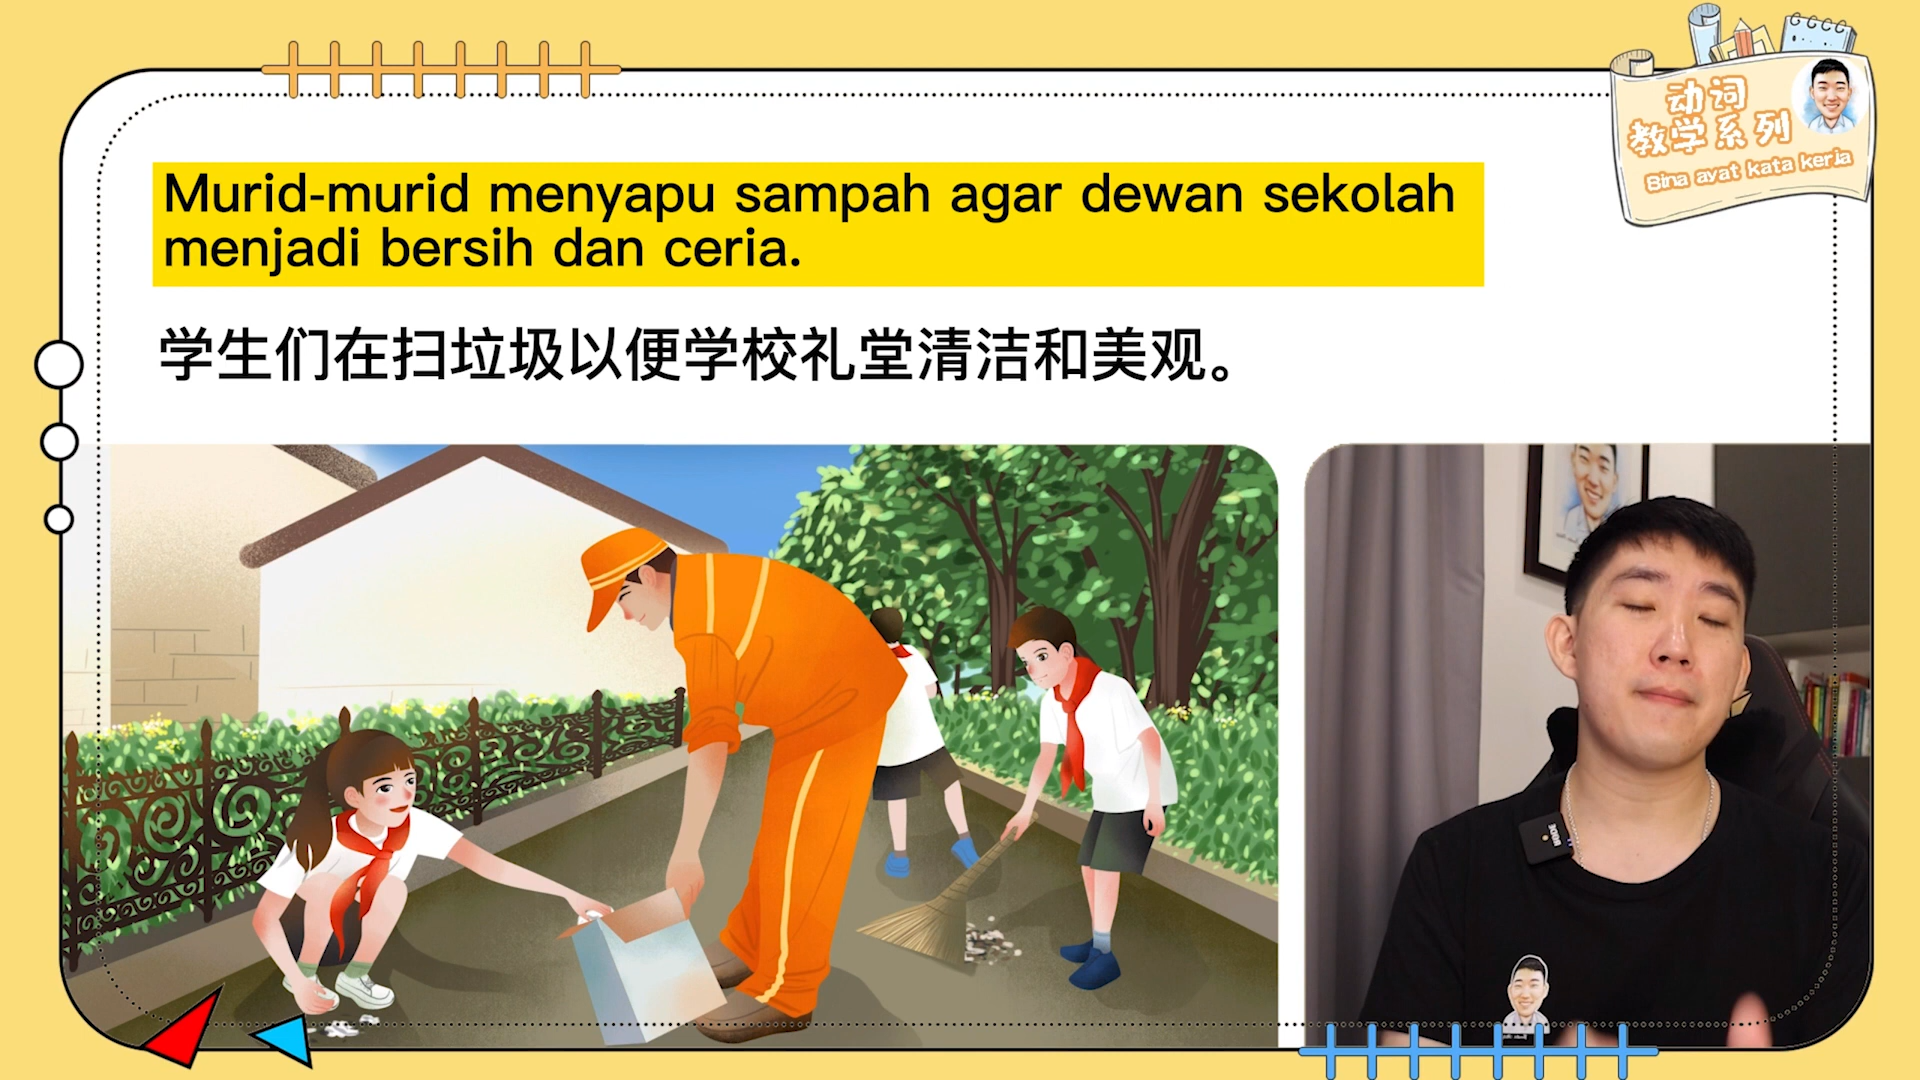 动词
教学系列
Bina ayat kata kerja
Murid-murid menyapu sampah agar dewan sekolah
menjadi bersih dan ceria.
学生们在扫垃圾以便学校礼堂清洁和美观。